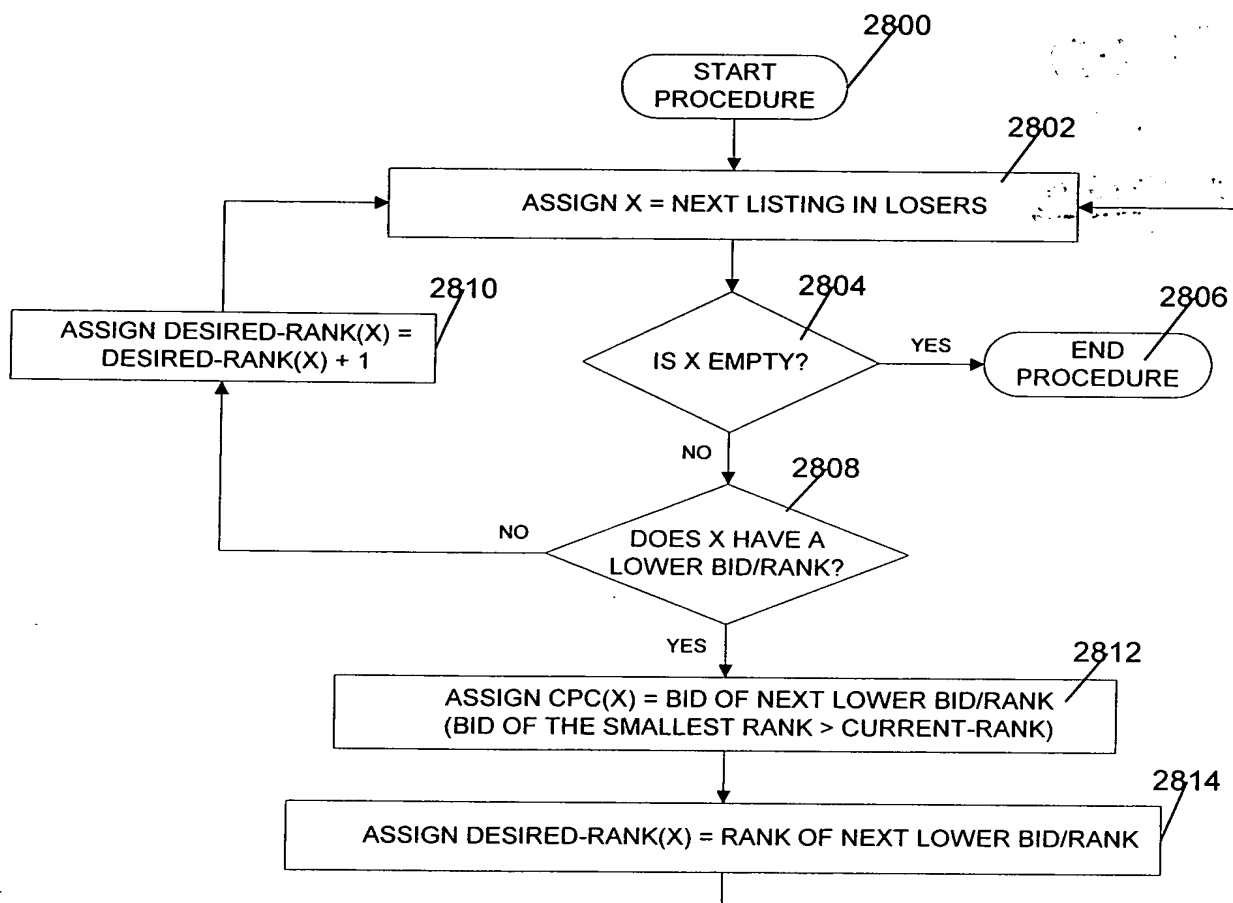 2800
START
PROCEDURE
2802
ASSIGN X = NEXT LISTING IN LOSERS
2804
2810
2806
ASSIGN DESIRED-RANK(X) =
DESIRED-RANK(X) + 1
IS X EMPTY?
YES
END
PROCEDURE
NO
2808
NO
DOES X HAVE A
LOWER BID/RANK?
YES
2812
ASSIGN CPC(X) = BID OF NEXT LOWER BID/RANK
(BID OF THE SMALLEST RANK > CURRENT-RANK)
2814
ASSIGN DESIRED-RANK(X) = RANK OF NEXT LOWER BID/RANK